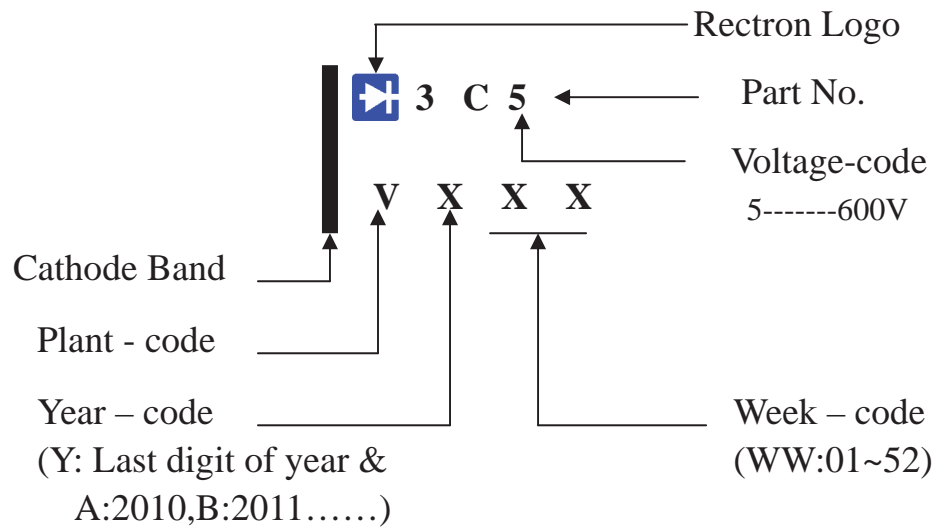 Rectron Logo
3 C 5
Part No.
Voltage-code
5-------600V
V X X X
Cathode Band
Plant - code
Year – code
(Y: Last digit of year &
A:2010,B:2011……)
Week – code
(WW:01~52)